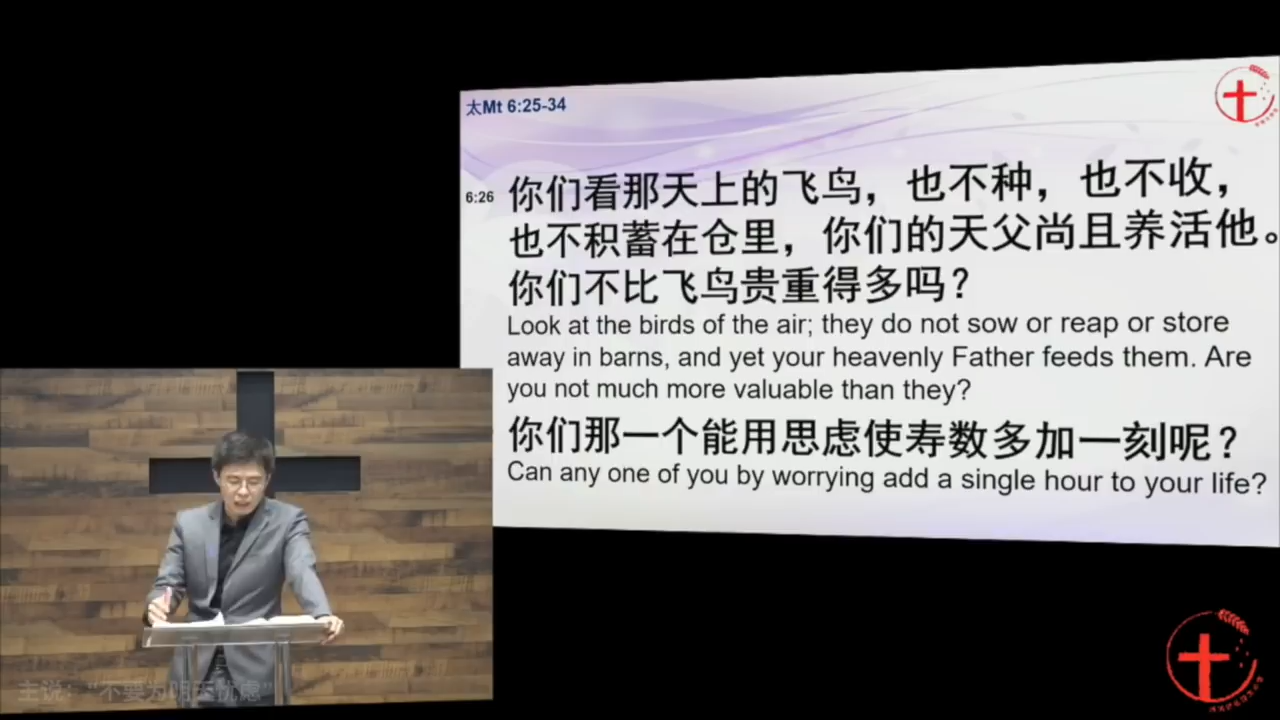 太Mt 6:25-34
6:26 你们看那天上的飞鸟，也不种，也不收，
也不积蓄在仓里，你们的天父尚且养活他。
你们不比飞鸟贵重得多吗？
Look at the birds of the air; they do not sow or reap or store
away in barns, and yet your heavenly Father feeds them. Are
you not much more valuable than they?
你们那一个能用思虑使寿数多加一刻呢？
Can any one of you by worrying add a single hour to your life?
主说：“不要为明天忧虑”